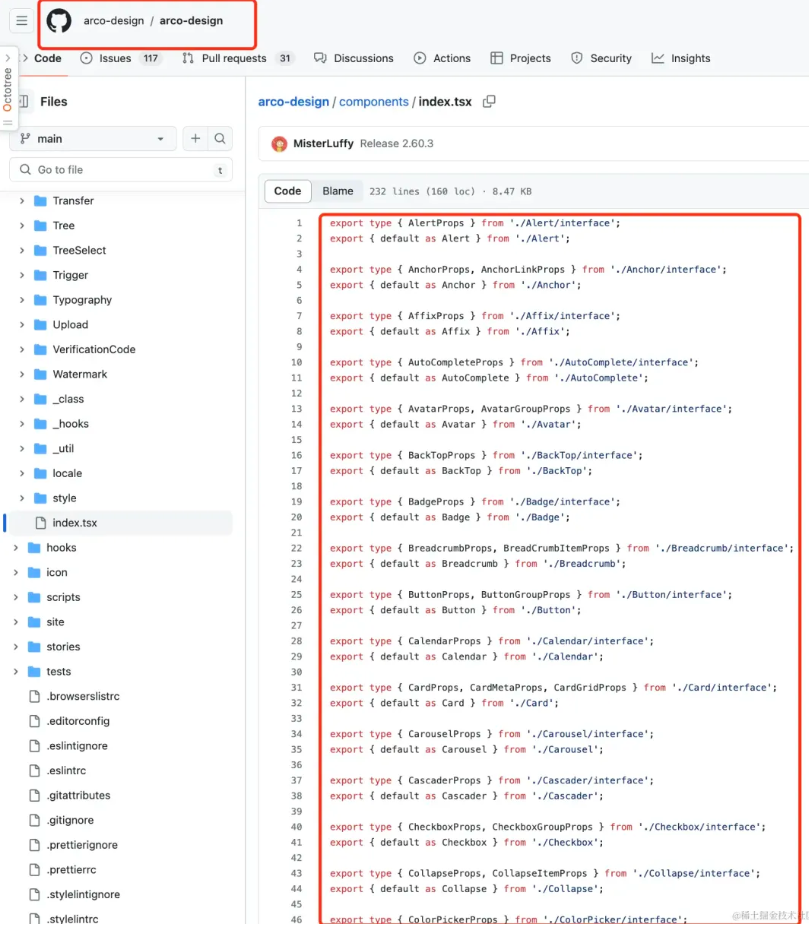 arco-design / arco-design
Code
Issues 117
Pull requests 31
Discussions
Actions
Projects
Security
Insights
Octotree
Files
main
Go to file
t
Transfer
Tree
TreeSelect
Trigger
Typography
Upload
VerificationCode
Watermark
_class
_hooks
_util
locale
style
index.tsx
hooks
icon
scripts
site
stories
tests
.browserslistrc
.editorconfig
.eslintignore
.eslintrc
.gitattributes
.gitignore
.prettierignore
.prettierrc
.stylelintignore
.stylelintrc
arco-design / components / index.tsx
MisterLuffy Release 2.60.3
Code Blame 232 lines (160 loc) · 8.47 KB
1 export type { AlertProps } from './Alert/interface';
2 export { default as Alert } from './Alert';
3
4 export type { AnchorProps, AnchorLinkProps } from './Anchor/interface';
5 export { default as Anchor } from './Anchor';
6
7 export type { AffixProps } from './Affix/interface';
8 export { default as Affix } from './Affix';
9
10 export type { AutoCompleteProps } from './AutoComplete/interface';
11 export { default as AutoComplete } from './AutoComplete';
12
13 export type { AvatarProps, AvatarGroupProps } from './Avatar/interface';
14 export { default as Avatar } from './Avatar';
15
16 export type { BackTopProps } from './BackTop/interface';
17 export { default as BackTop } from './BackTop';
18
19 export type { BadgeProps } from './Badge/interface';
20 export { default as Badge } from './Badge';
21
22 export type { BreadcrumbProps, BreadCrumbItemProps } from './Breadcrumb/interface';
23 export { default as Breadcrumb } from './Breadcrumb';
24
25 export type { ButtonProps, ButtonGroupProps } from './Button/interface';
26 export { default as Button } from './Button';
27
28 export type { CalendarProps } from './Calendar/interface';
29 export { default as Calendar } from './Calendar';
30
31 export type { CardProps, CardMetaProps, CardGridProps } from './Card/interface';
32 export { default as Card } from './Card';
33
34 export type { CarouselProps } from './Carousel/interface';
35 export { default as Carousel } from './Carousel';
36
37 export type { CascaderProps } from './Cascader/interface';
38 export { default as Cascader } from './Cascader';
39
40 export type { CheckboxProps, CheckboxGroupProps } from './Checkbox/interface';
41 export { default as Checkbox } from './Checkbox';
42
43 export type { CollapseProps, CollapseItemProps } from './Collapse/interface';
44 export { default as Collapse } from './Collapse';
45
46 export type { ColorPickerProps } from './ColorPicker/interface';
@稀土掘金技术社区